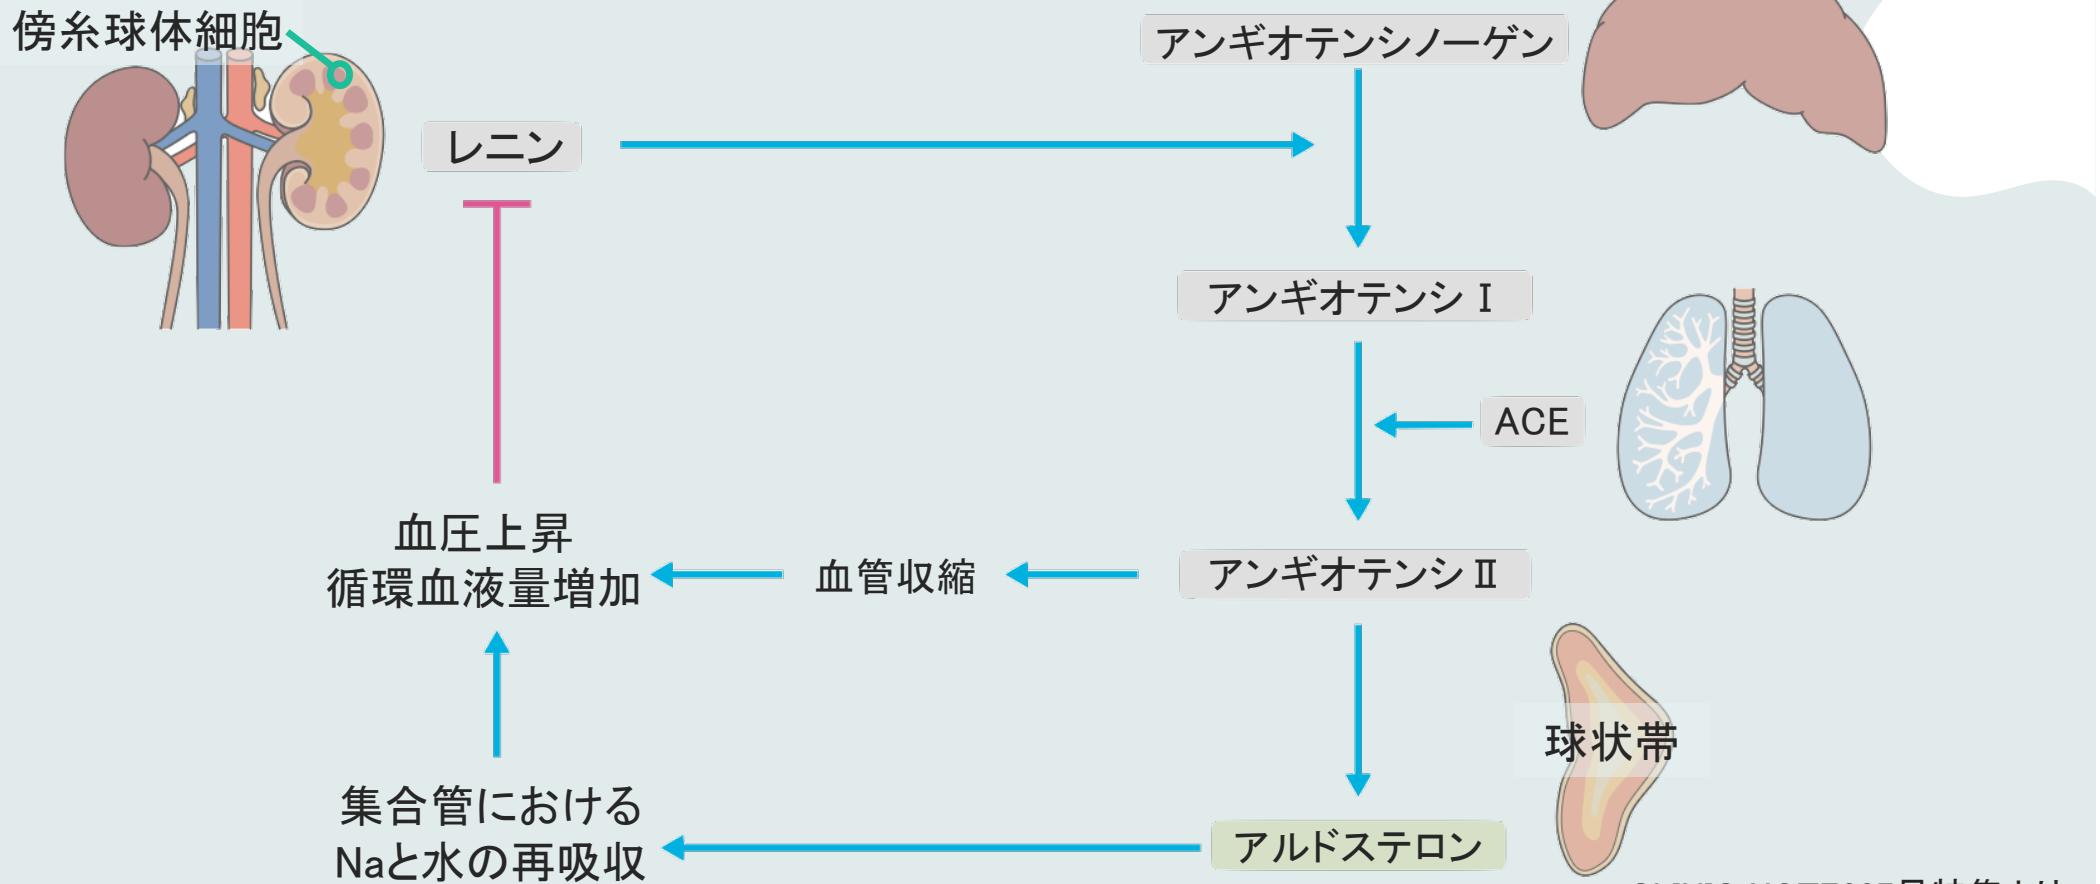 傍糸球体細胞
アンギオテンシノーゲン
レニン
アンギオテンシ Ⅰ
ACE
血圧上昇
循環血液量増加
血管収縮
アンギオテンシ Ⅱ
球状帯
集合管における
Naと水の再吸収
アルドステロン